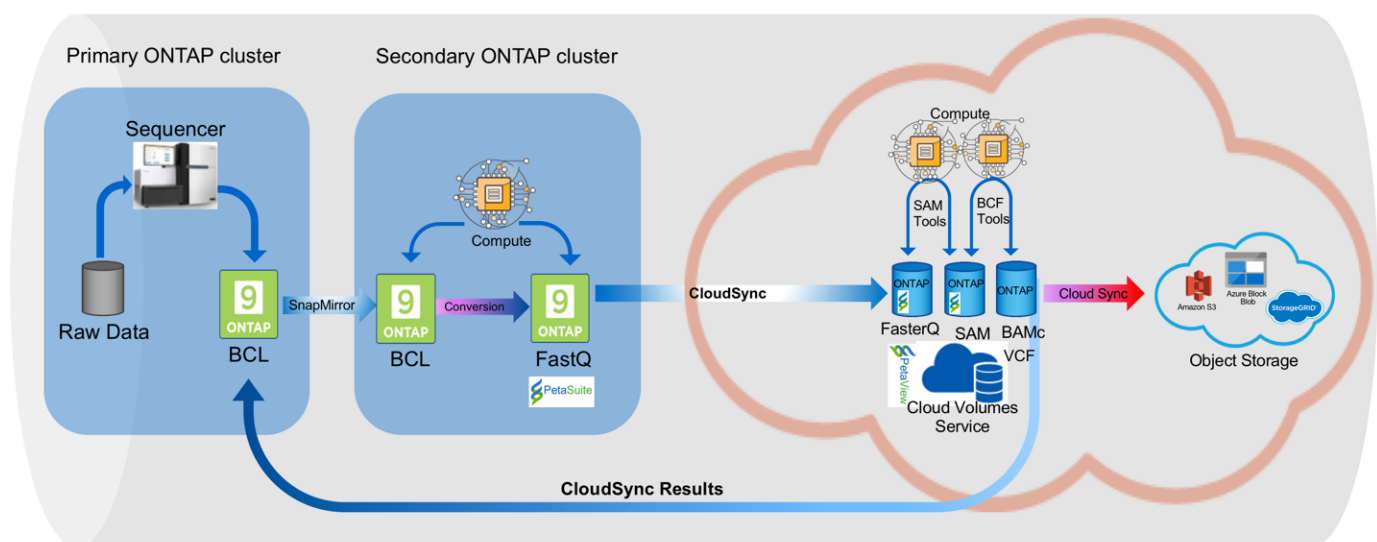 Primary ONTAP cluster
Sequencer
Raw Data
9
ONTAP
BCL
SnapMirror
Secondary ONTAP cluster
Compute
9
ONTAP
BCL
Conversion
9
ONTAP
FastQ
PetaSuite
CloudSync
Compute
SAM
Tools
BCF
Tools
ONTAP
ONTAP
ONTAP
FasterQ
SAM
BAMc
VCF
PetaView
Cloud Volumes
Service
Cloud Sync
Amazon S3
Azure Block
Blob
StorageGRID
Object Storage
CloudSync Results